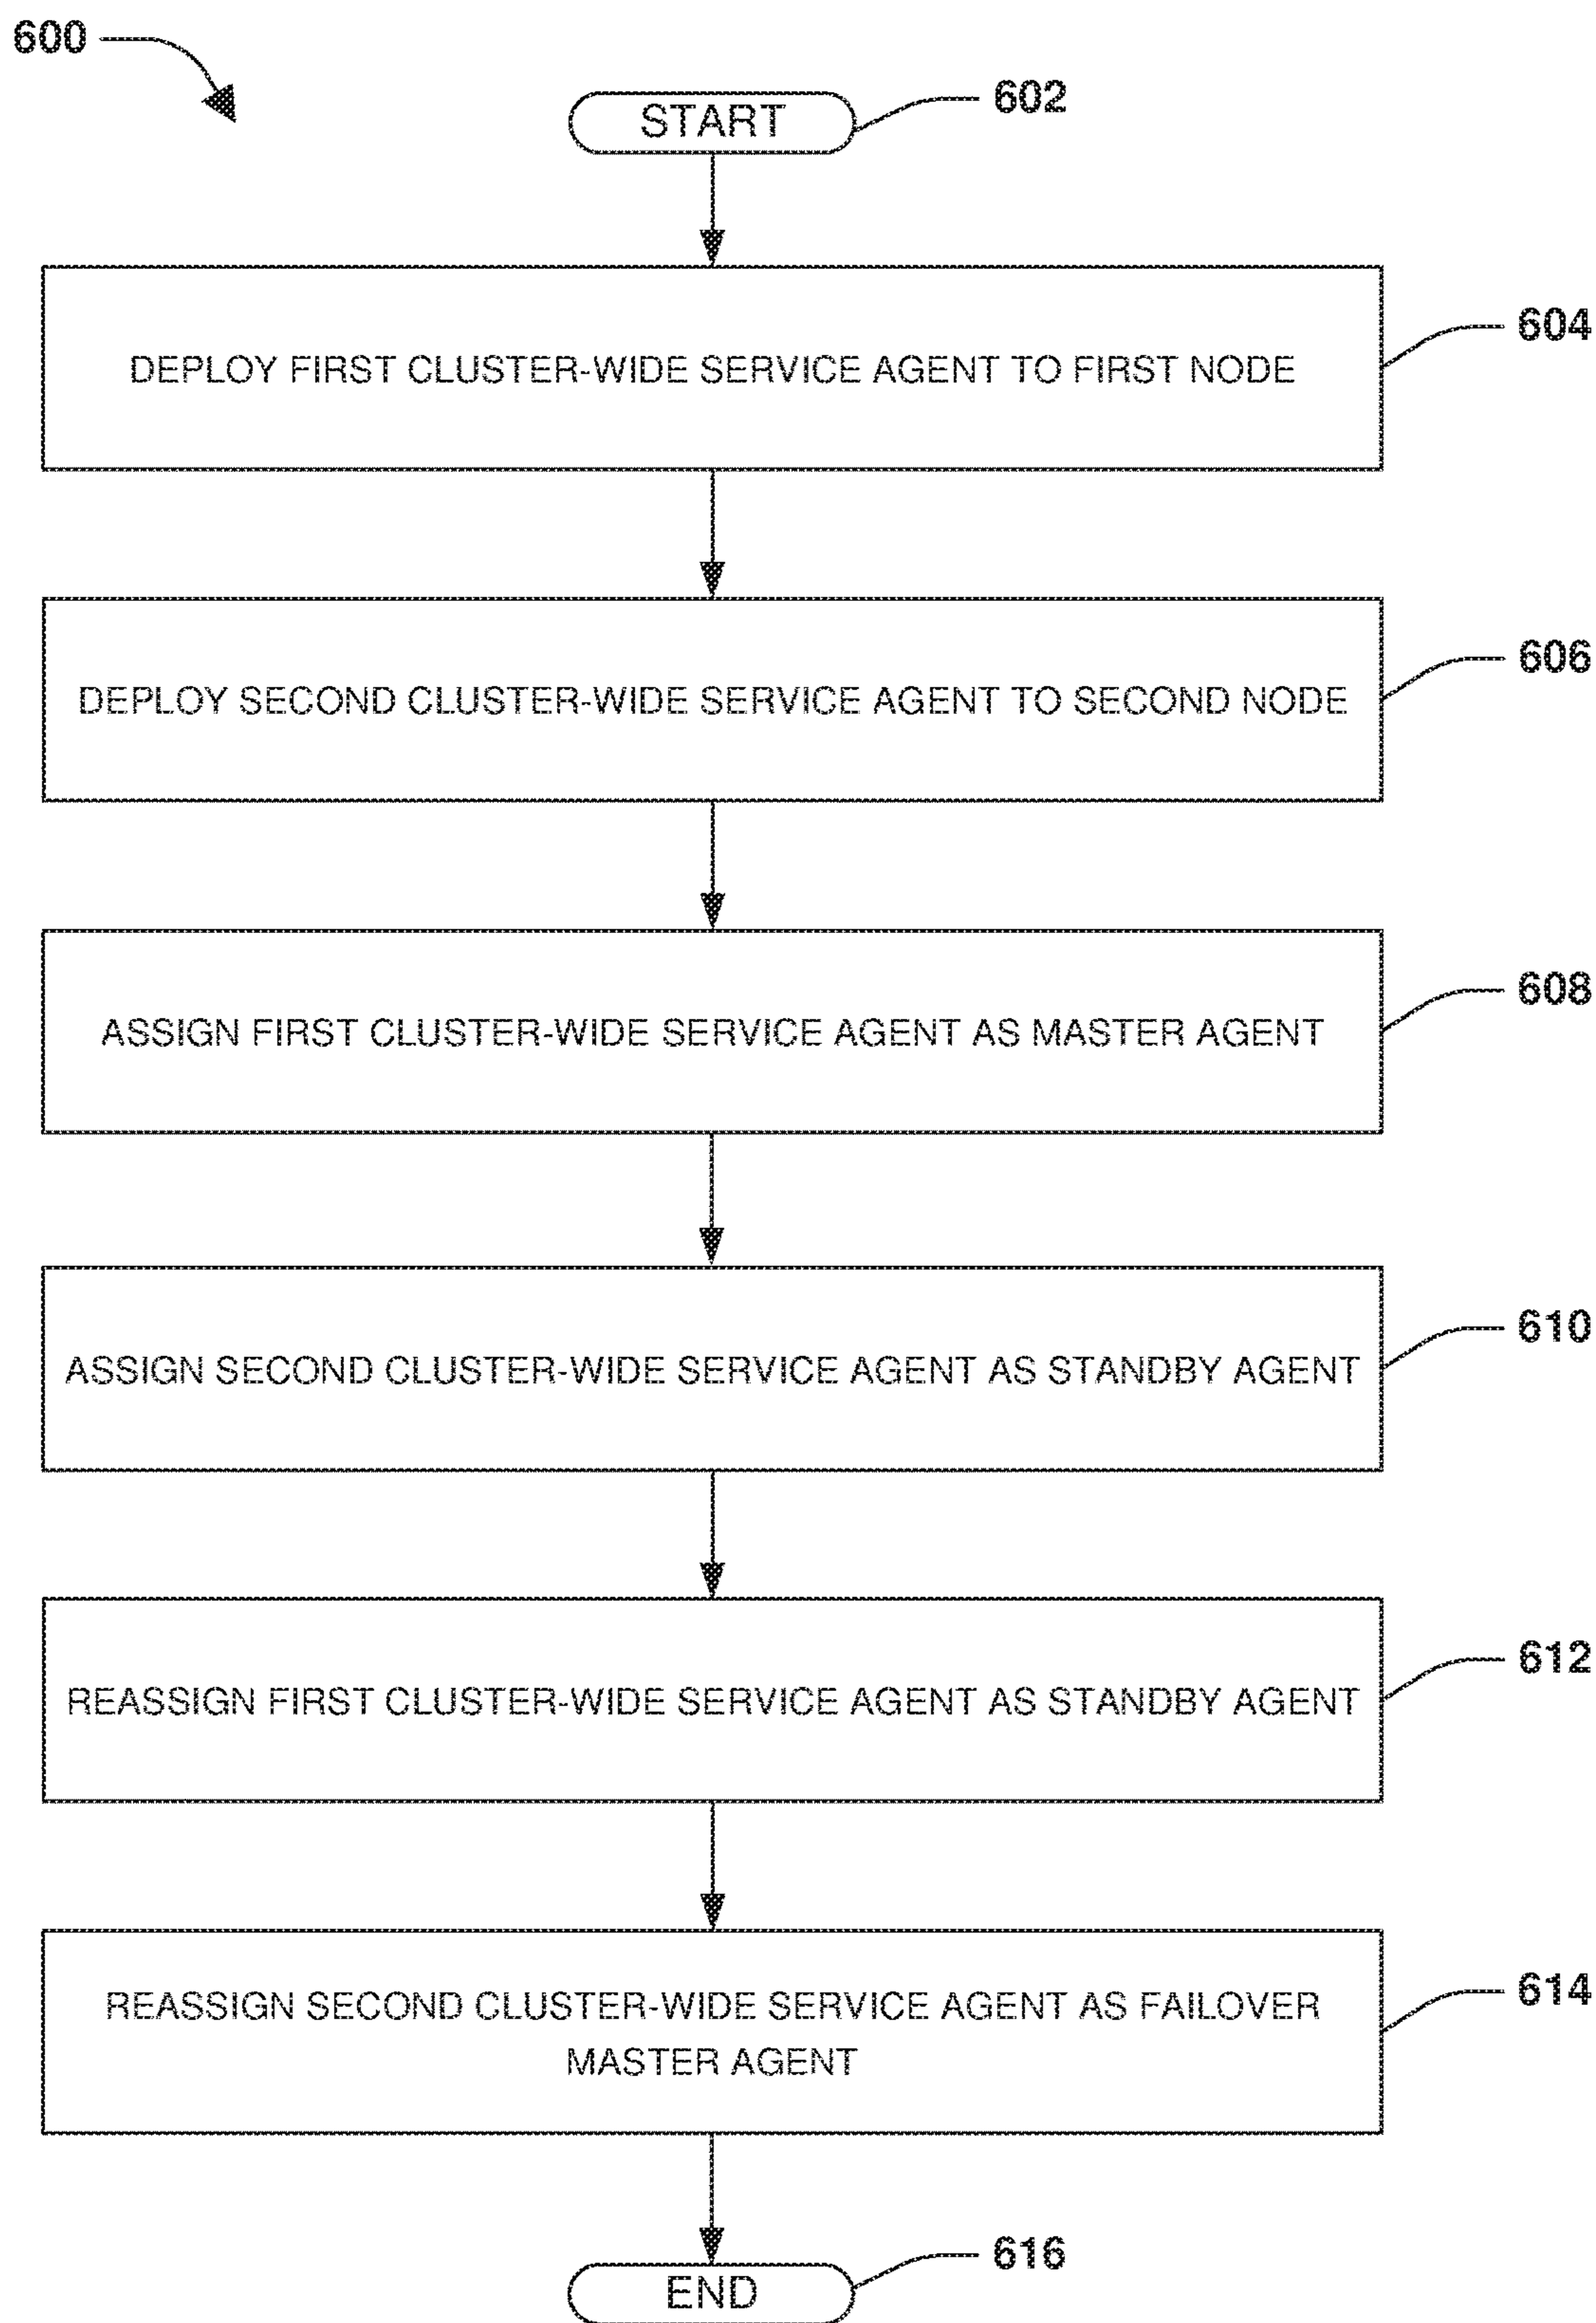 600
START
602
DEPLOY FIRST CLUSTER-WIDE SERVICE AGENT TO FIRST NODE
604
DEPLOY SECOND CLUSTER-WIDE SERVICE AGENT TO SECOND NODE
606
ASSIGN FIRST CLUSTER-WIDE SERVICE AGENT AS MASTER AGENT
608
ASSIGN SECOND CLUSTER-WIDE SERVICE AGENT AS STANDBY AGENT
610
REASSIGN FIRST CLUSTER-WIDE SERVICE AGENT AS STANDBY AGENT
612
REASSIGN SECOND CLUSTER-WIDE SERVICE AGENT AS FAILOVER
MASTER AGENT
614
END
616